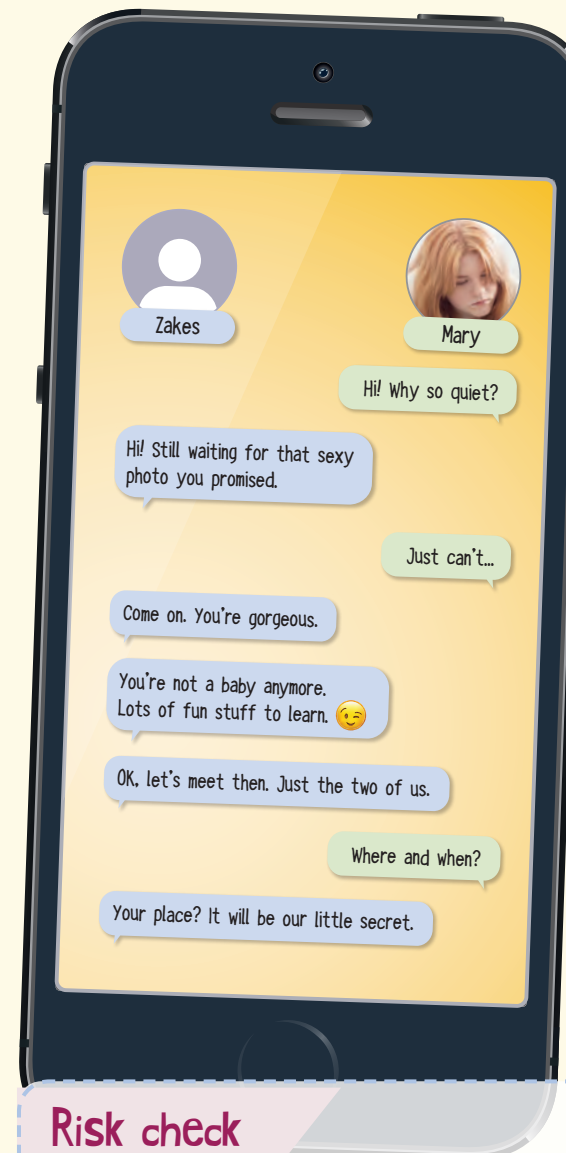 Zakes
Mary
Hi! Why so quiet?
Hi! Still waiting for that sexy
photo you promised.
Just can't...
Come on. You're gorgeous.
You're not a baby anymore.
Lots of fun stuff to learn. 😉
OK, let's meet then. Just the two of us.
Where and when?
Your place? It will be our little secret.
Risk check